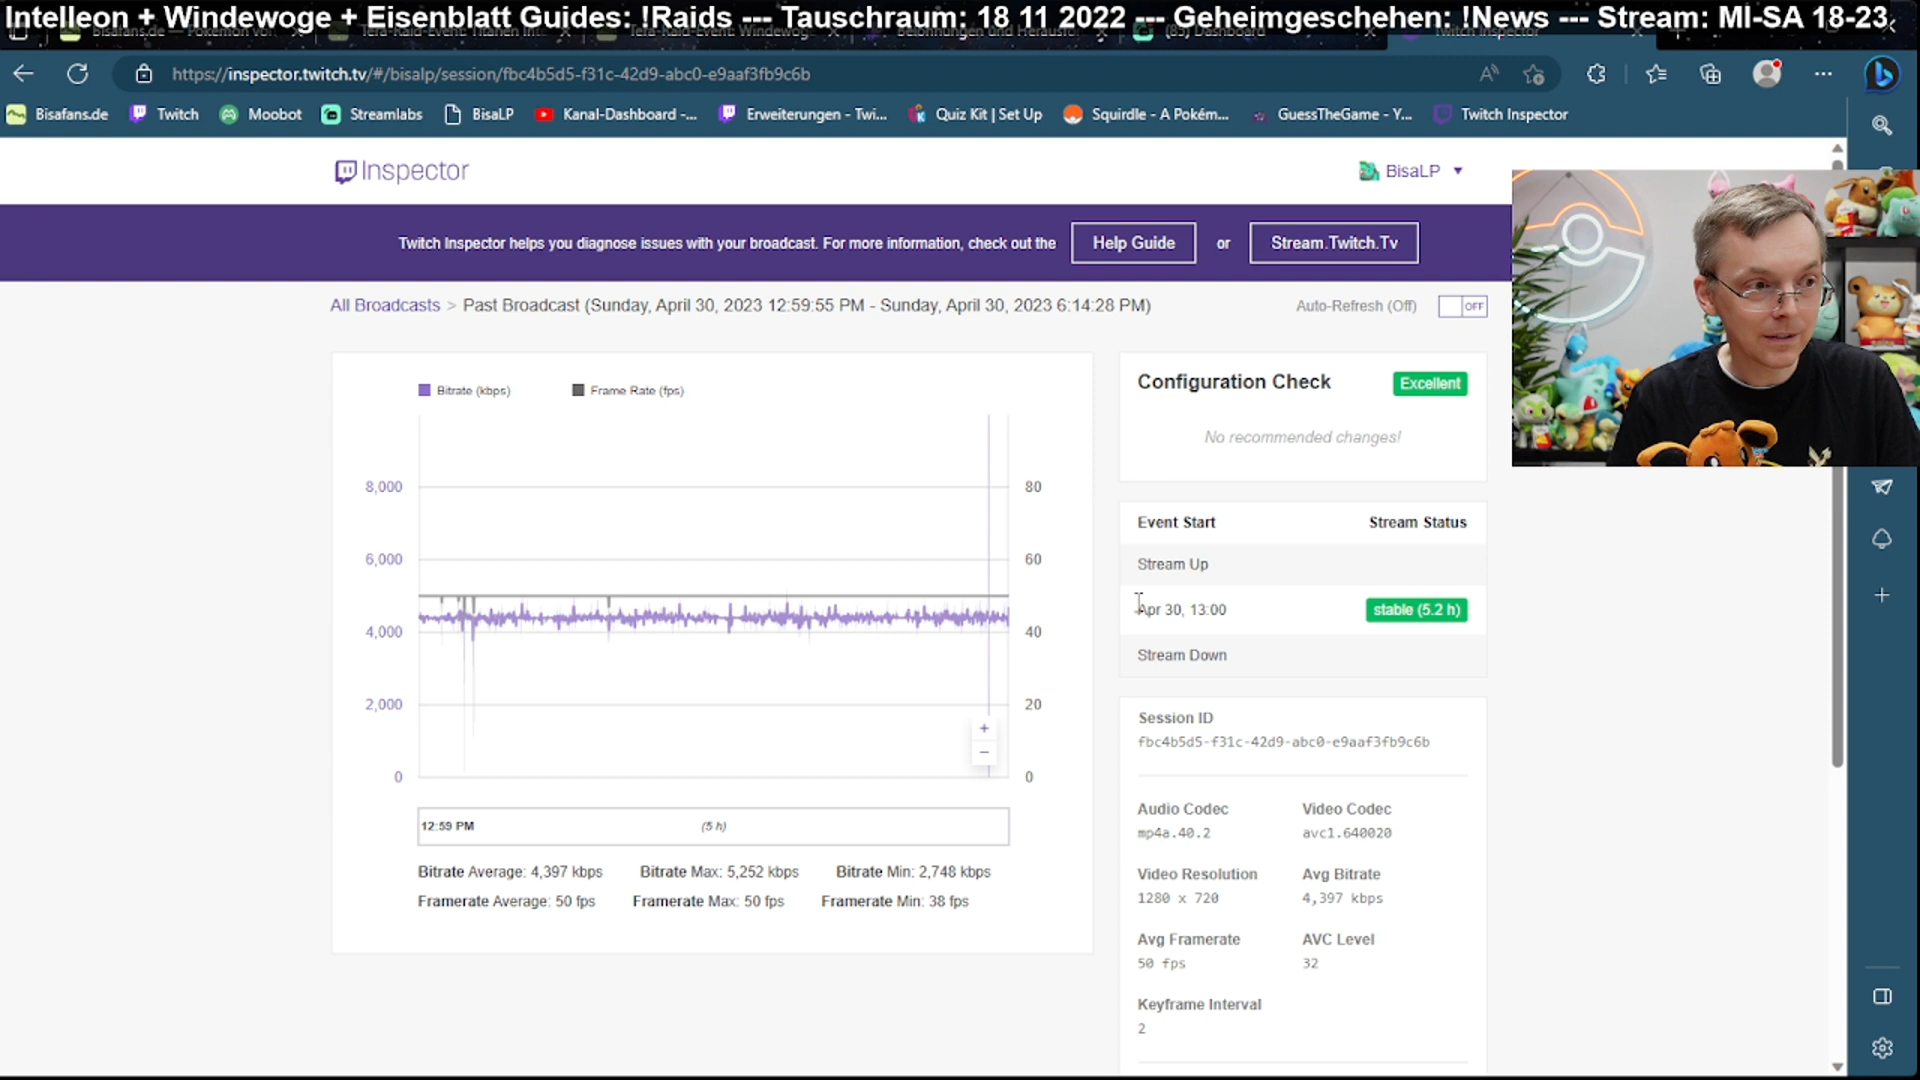 Intelleon + Windewoge + Eisenblatt Guides: !Raids --- Tauschraum: 18 11 2022 --- Geheimgeschehen: !News --- Stream: MI-SA 18-23
https://inspector.twitch.tv/#/bisalp/session/fbc4b5d5-f31c-42d9-abc0-e9aaf3fb9c6b
Bisafans.de Twitch Moobot Streamlabs BisaLP Kanal-Dashboard -... Erweiterungen - Twi... Quiz Kit | Set Up Squirdle - A Pokém... GuessTheGame - Y... Twitch Inspector
Inspector
BisaLP
Twitch Inspector helps you diagnose issues with your broadcast. For more information, check out the Help Guide or Stream.Twitch.Tv
All Broadcasts > Past Broadcast (Sunday, April 30, 2023 12:59:55 PM - Sunday, April 30, 2023 6:14:28 PM)
Auto-Refresh (Off) OFF
Bitrate (kbps) Frame Rate (fps)
8,000 80
6,000 60
4,000 40
2,000 20
0 0
+
−
12:59 PM (5 h)
Bitrate Average: 4,397 kbps Bitrate Max: 5,252 kbps Bitrate Min: 2,748 kbps
Framerate Average: 50 fps Framerate Max: 50 fps Framerate Min: 38 fps
Configuration Check Excellent
No recommended changes!
Event Start Stream Status
Stream Up
Apr 30, 13:00 stable (5.2 h)
Stream Down
Session ID
fbc4b5d5-f31c-42d9-abc0-e9aaf3fb9c6b
Audio Codec Video Codec
mp4a.40.2 avc1.640020
Video Resolution Avg Bitrate
1280 x 720 4,397 kbps
Avg Framerate AVC Level
50 fps 32
Keyframe Interval
2